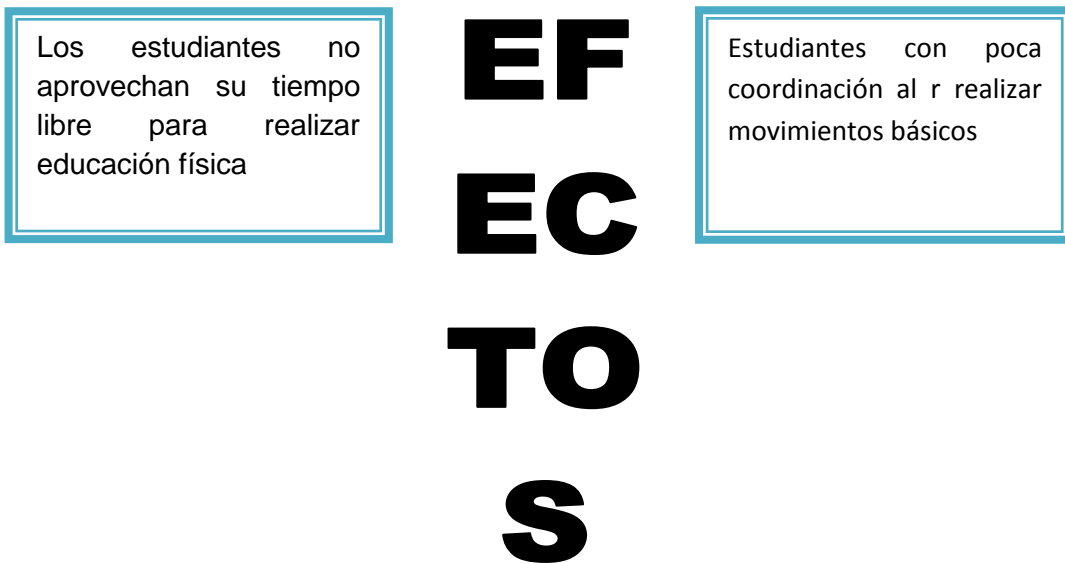 Los estudiantes no
aprovechan su tiempo
libre para realizar
educación física
EF
EC
TO
S
Estudiantes con poca
coordinación al r realizar
movimientos básicos